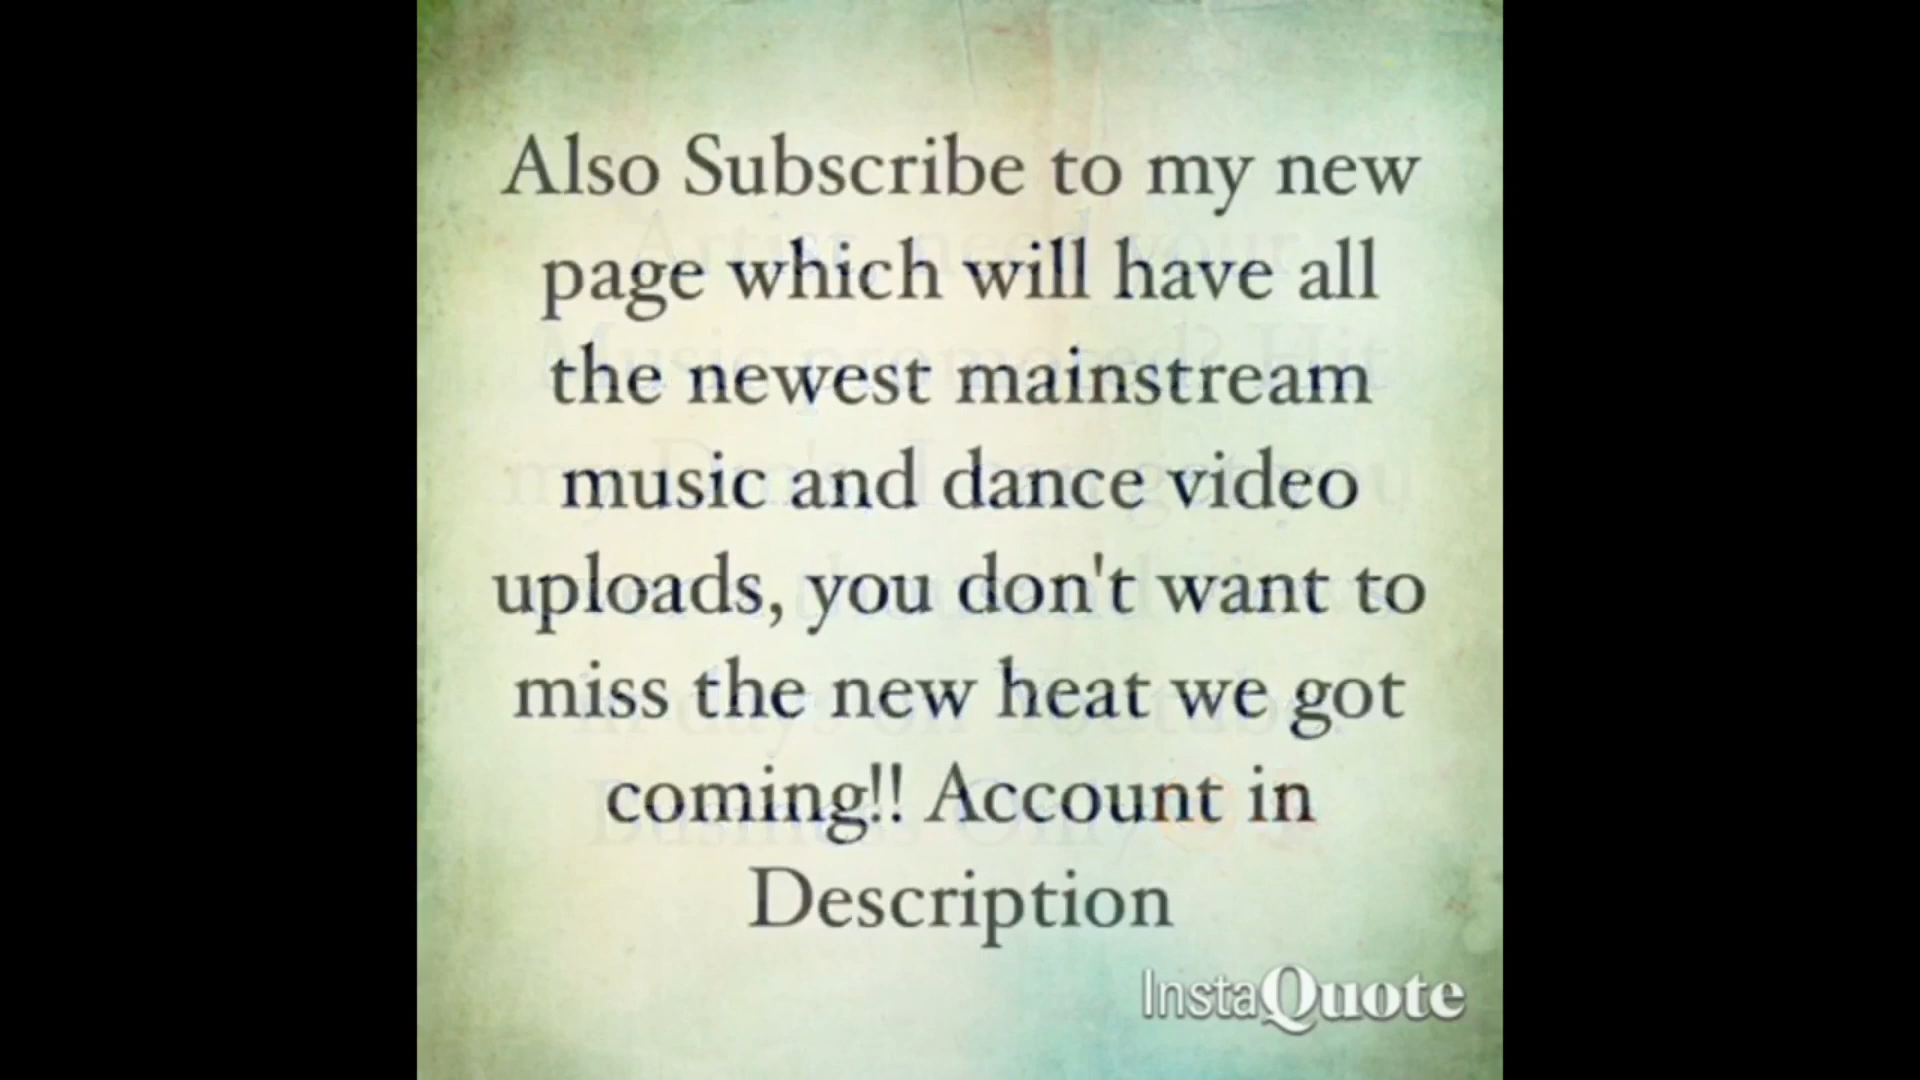 Also Subscribe to my new
page which will have all
the newest mainstream
music and dance video
uploads, you don't want to
miss the new heat we got
coming!! Account in
Description
InstaQuote